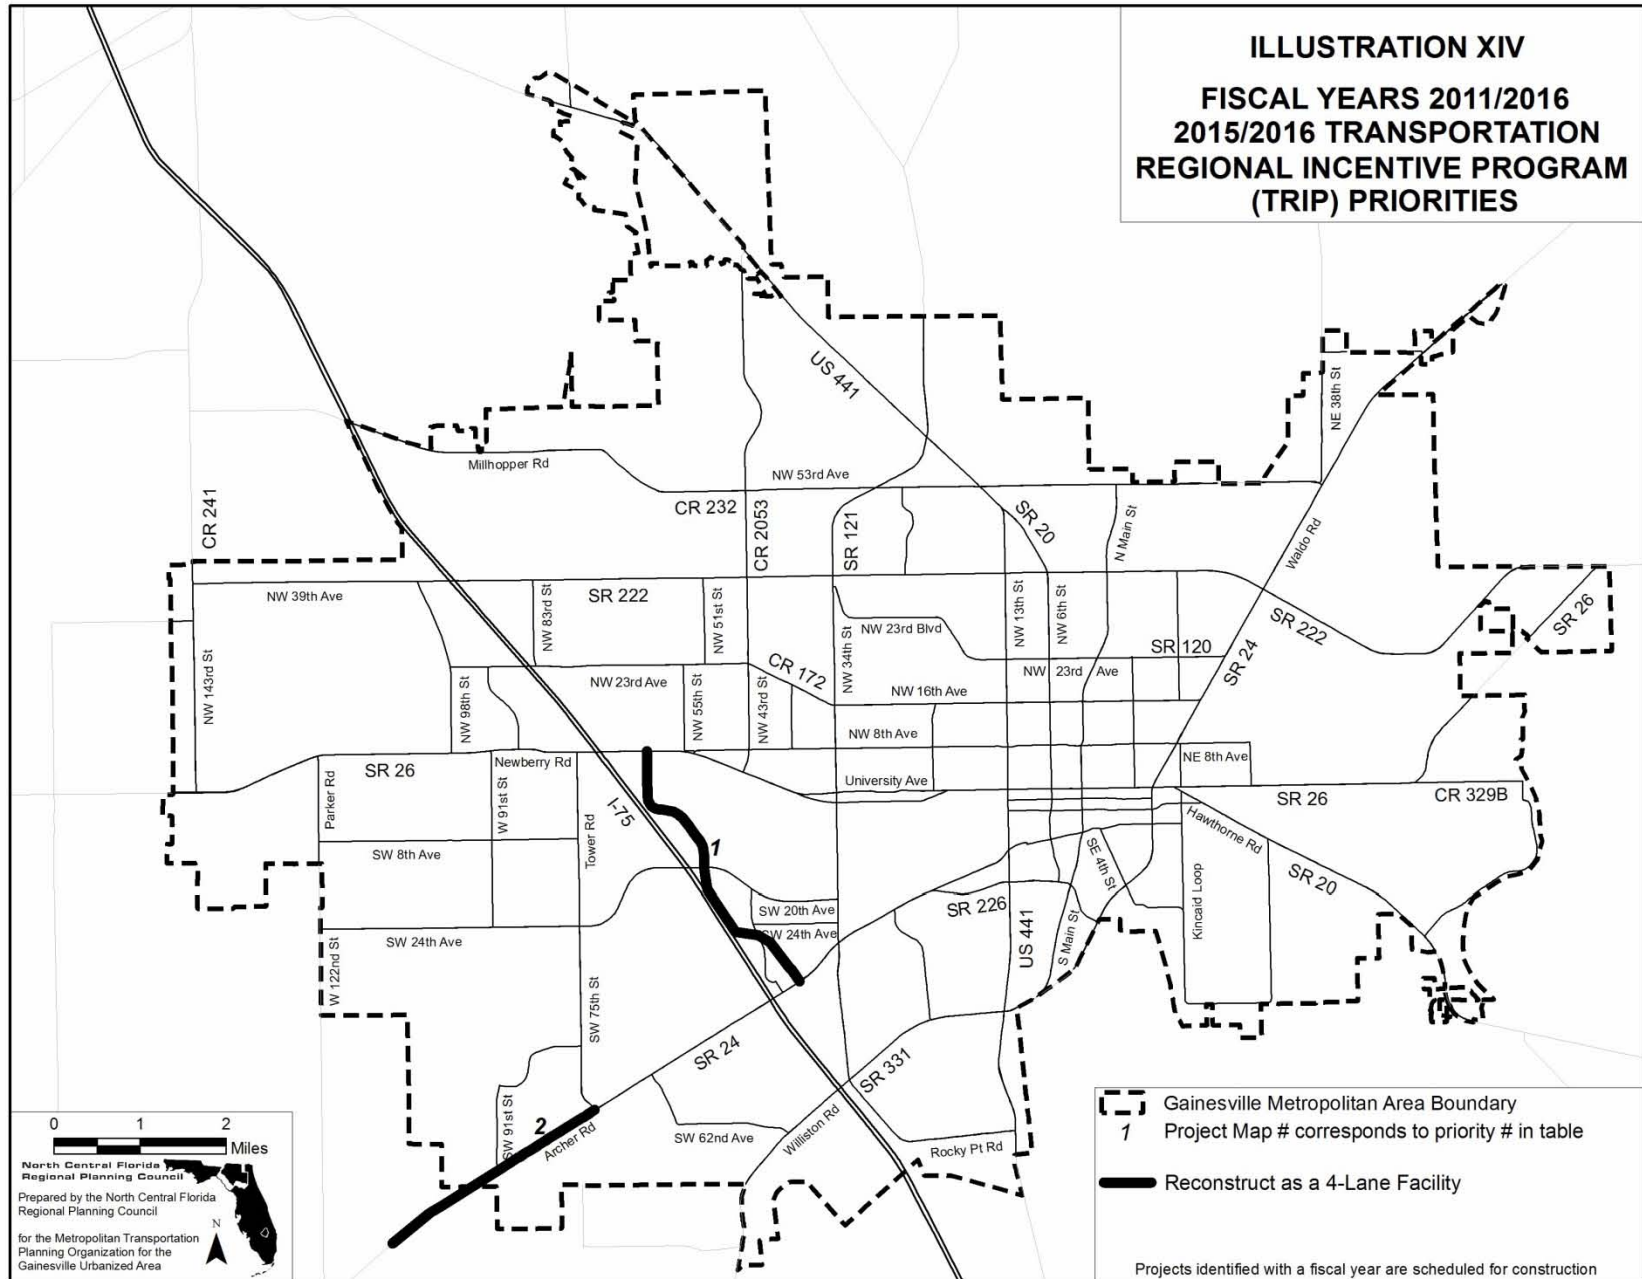 ILLUSTRATION XIV
FISCAL YEARS 2011/2016
2015/2016 TRANSPORTATION
REGIONAL INCENTIVE PROGRAM
(TRIP) PRIORITIES
US 441
NE 38th St
Millhopper Rd
NW 53rd Ave
CR 241
CR 232
CR 2053
SR 121
SR 20
N Main St
Waldo Rd
NW 39th Ave
NW 83rd St
SR 222
NW 51st St
NW 34th St
NW 23rd Blvd
NW 13th St
NW 6th St
SR 120
SR 24
SR 222
SR 26
NW 143rd St
NW 98th St
NW 23rd Ave
NW 55th St
NW 43rd St
CR 172
NW 16th Ave
NW 23rd Ave
NW 8th Ave
NE 8th Ave
SR 26
Newberry Rd
University Ave
SR 26
CR 329B
Parker Rd
W 91st St
Tower Rd
I-75
1
Hawthorne Rd
SW 8th Ave
SE 4th St
SR 20
Kincaid Loop
SW 20th Ave
SR 226
SW 24th Ave
SW 24th Ave
W 122nd St
US 441
S Main St
SW 75th St
SR 24
SR 331
SW 91st St
2
Archer Rd
SW 62nd Ave
Williston Rd
Rocky Pt Rd
0 1 2
Miles
North Central Florida
Regional Planning Council
Prepared by the North Central Florida
Regional Planning Council
N
for the Metropolitan Transportation
Planning Organization for the
Gainesville Urbanized Area
Gainesville Metropolitan Area Boundary
1 Project Map # corresponds to priority # in table
Reconstruct as a 4-Lane Facility
Projects identified with a fiscal year are scheduled for construction